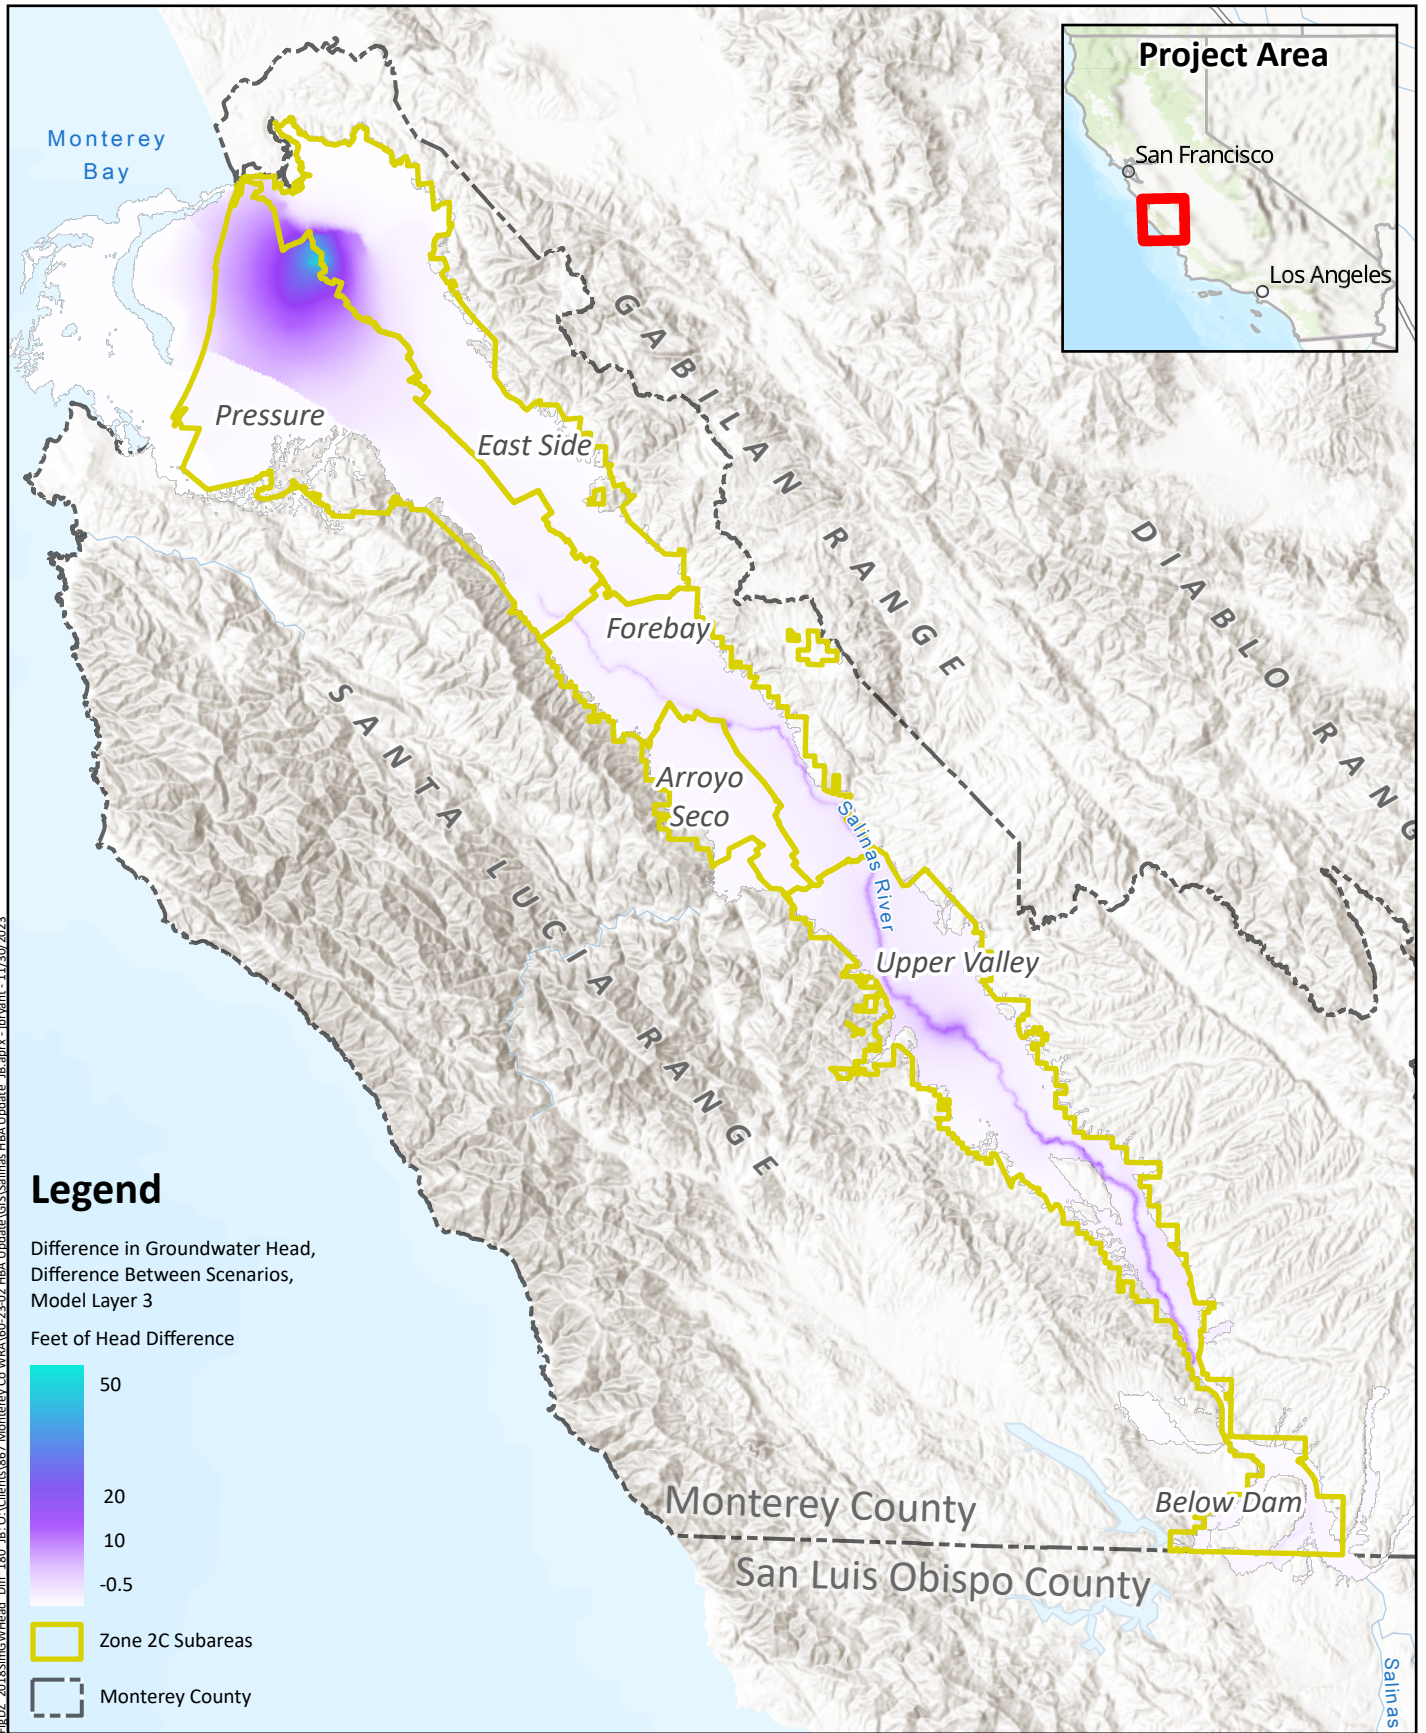 Project Area
San Francisco
Los Angeles
Monterey
Bay
GABILAN RANGE
DIABLO RANG
Pressure
East Side
Forebay
Arroyo
Seco
Salinas River
SANTA LUCIA RANGE
Upper Valley
Below Dam
Monterey County
San Luis Obispo County
Salinas
Legend
Difference in Groundwater Head,
Difference Between Scenarios,
Model Layer 3
Feet of Head Difference
50
20
10
-0.5
Zone 2C Subareas
Monterey County